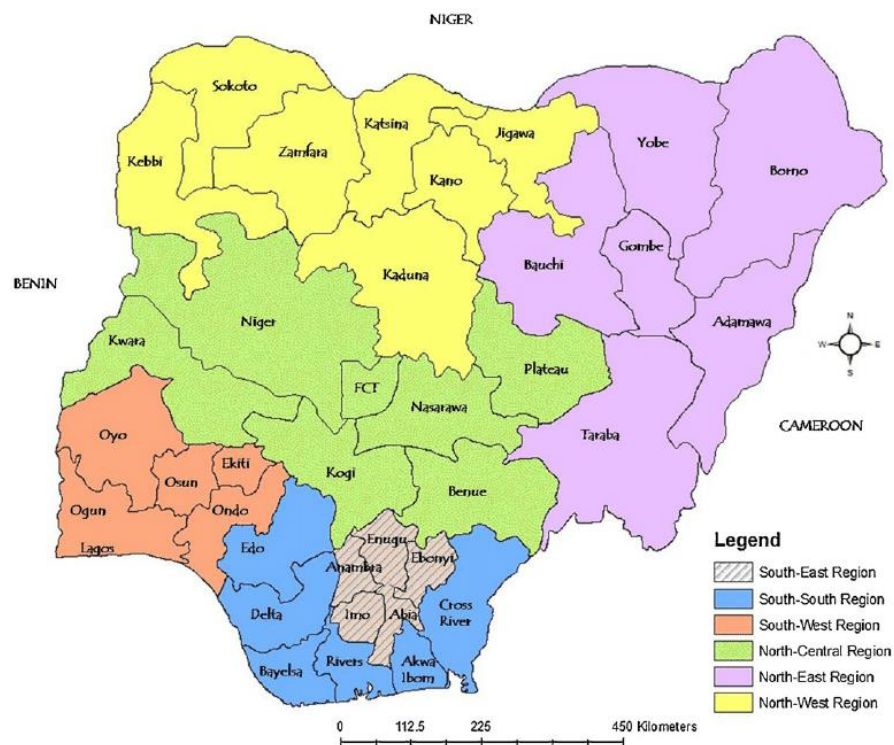 NIGER
Sokoto
Katsina
Jigawa
Yobe
Kebbi
Zamfara
Kano
Borno
Gombe
Bauchi
Kaduna
BENIN
Niger
Adamawa
Kwara
N
W
E
S
FCT
Plateau
Nasarawa
CAMEROON
Oyo
Taraba
Ekiti
Osun
Kogi
Benue
Ogun
Ondo
Lagos
Edo
Enugu
Ebonyi
Anambra
Delta
Imo
Abia
Cross
River
Bayelsa
Rivers
Akwa
Ibom
Legend
South-East Region
South-South Region
South-West Region
North-Central Region
North-East Region
North-West Region
0 112.5 225 450 Kilometers